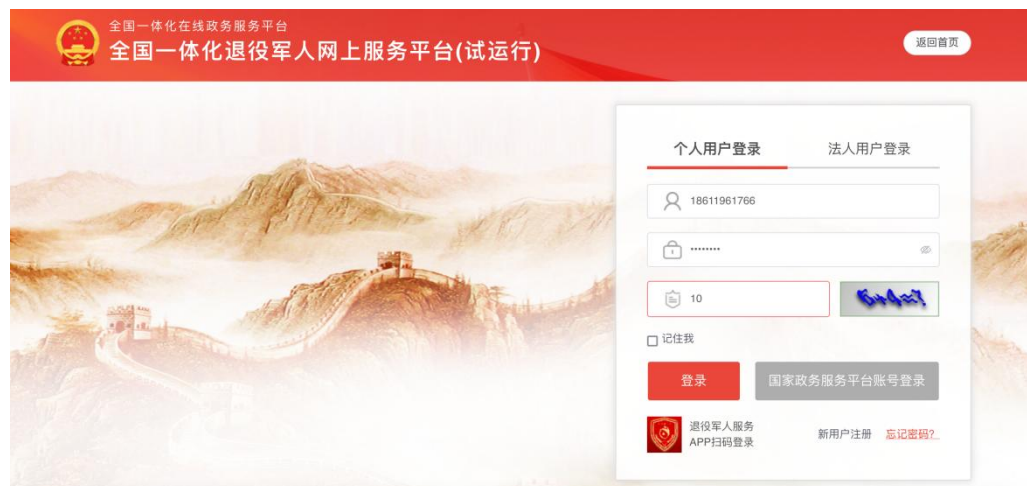 全国一体化在线政务服务平台
全国一体化退役军人网上服务平台(试运行)
返回首页
个人用户登录
法人用户登录
18611961766
········
10
记住我
登录
国家政务服务平台账号登录
退役军人服务
APP扫码登录
新用户注册
忘记密码?